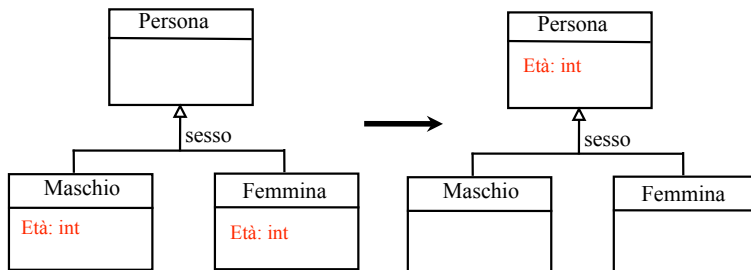 Persona
sesso
Maschio
Età: int
Femmina
Età: int
Persona
Età: int
sesso
Maschio
Femmina